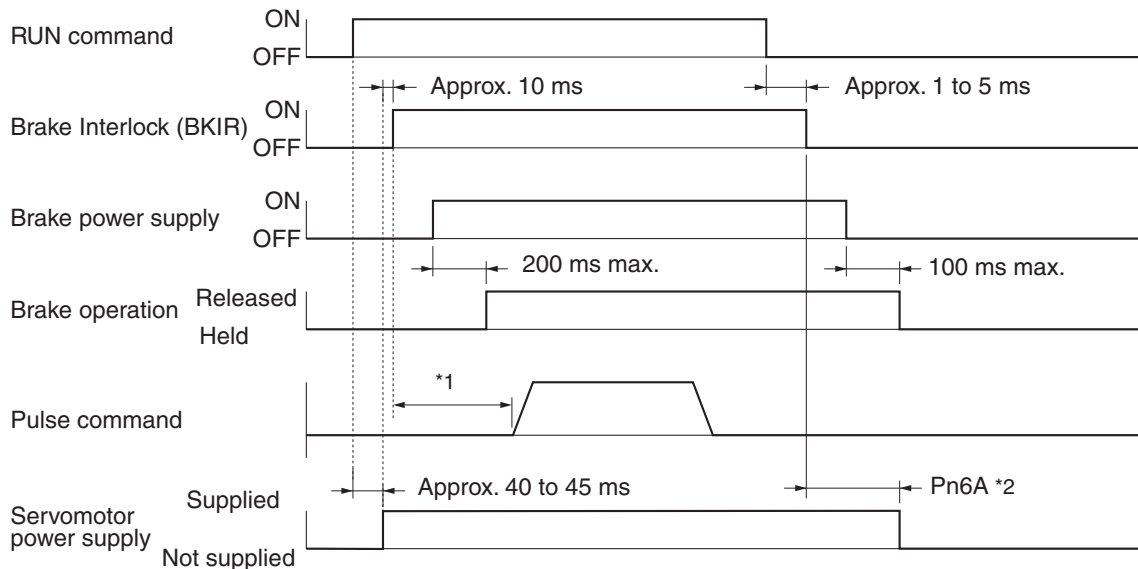 RUN command
ON
OFF
Approx. 10 ms
Approx. 1 to 5 ms
Brake Interlock (BKIR)
ON
OFF
Brake power supply
ON
OFF
200 ms max.
100 ms max.
Brake operation
Released
Held
*1
Pulse command
Approx. 40 to 45 ms
Pn6A *2
Servomotor
power supply
Supplied
Not supplied